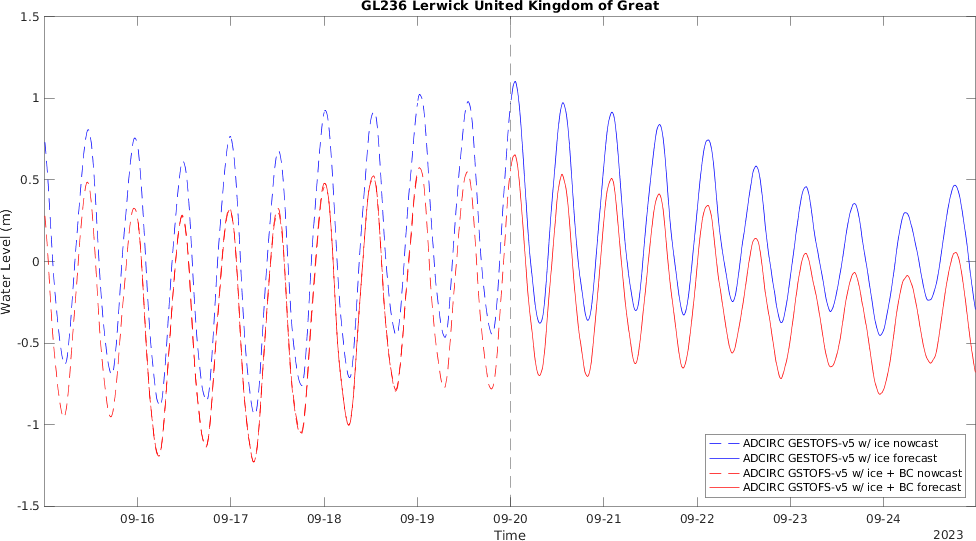 GL236 Lerwick United Kingdom of Great
1.5
1
0.5
0
-0.5
-1
-1.5
Water Level (m)
09-16
09-17
09-18
09-19
09-20
09-21
09-22
09-23
09-24
Time
2023
ADCIRC GESTOFS-v5 w/ ice nowcast
ADCIRC GESTOFS-v5 w/ ice forecast
ADCIRC GSTOFS-v5 w/ ice + BC nowcast
ADCIRC GSTOFS-v5 w/ ice + BC forecast